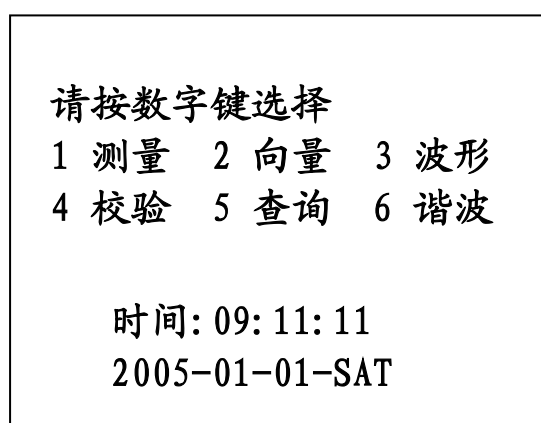 请按数字键选择
1 测量 2 向量 3 波形
4 校验 5 查询 6 谐波
时间:09:11:11
2005-01-01-SAT